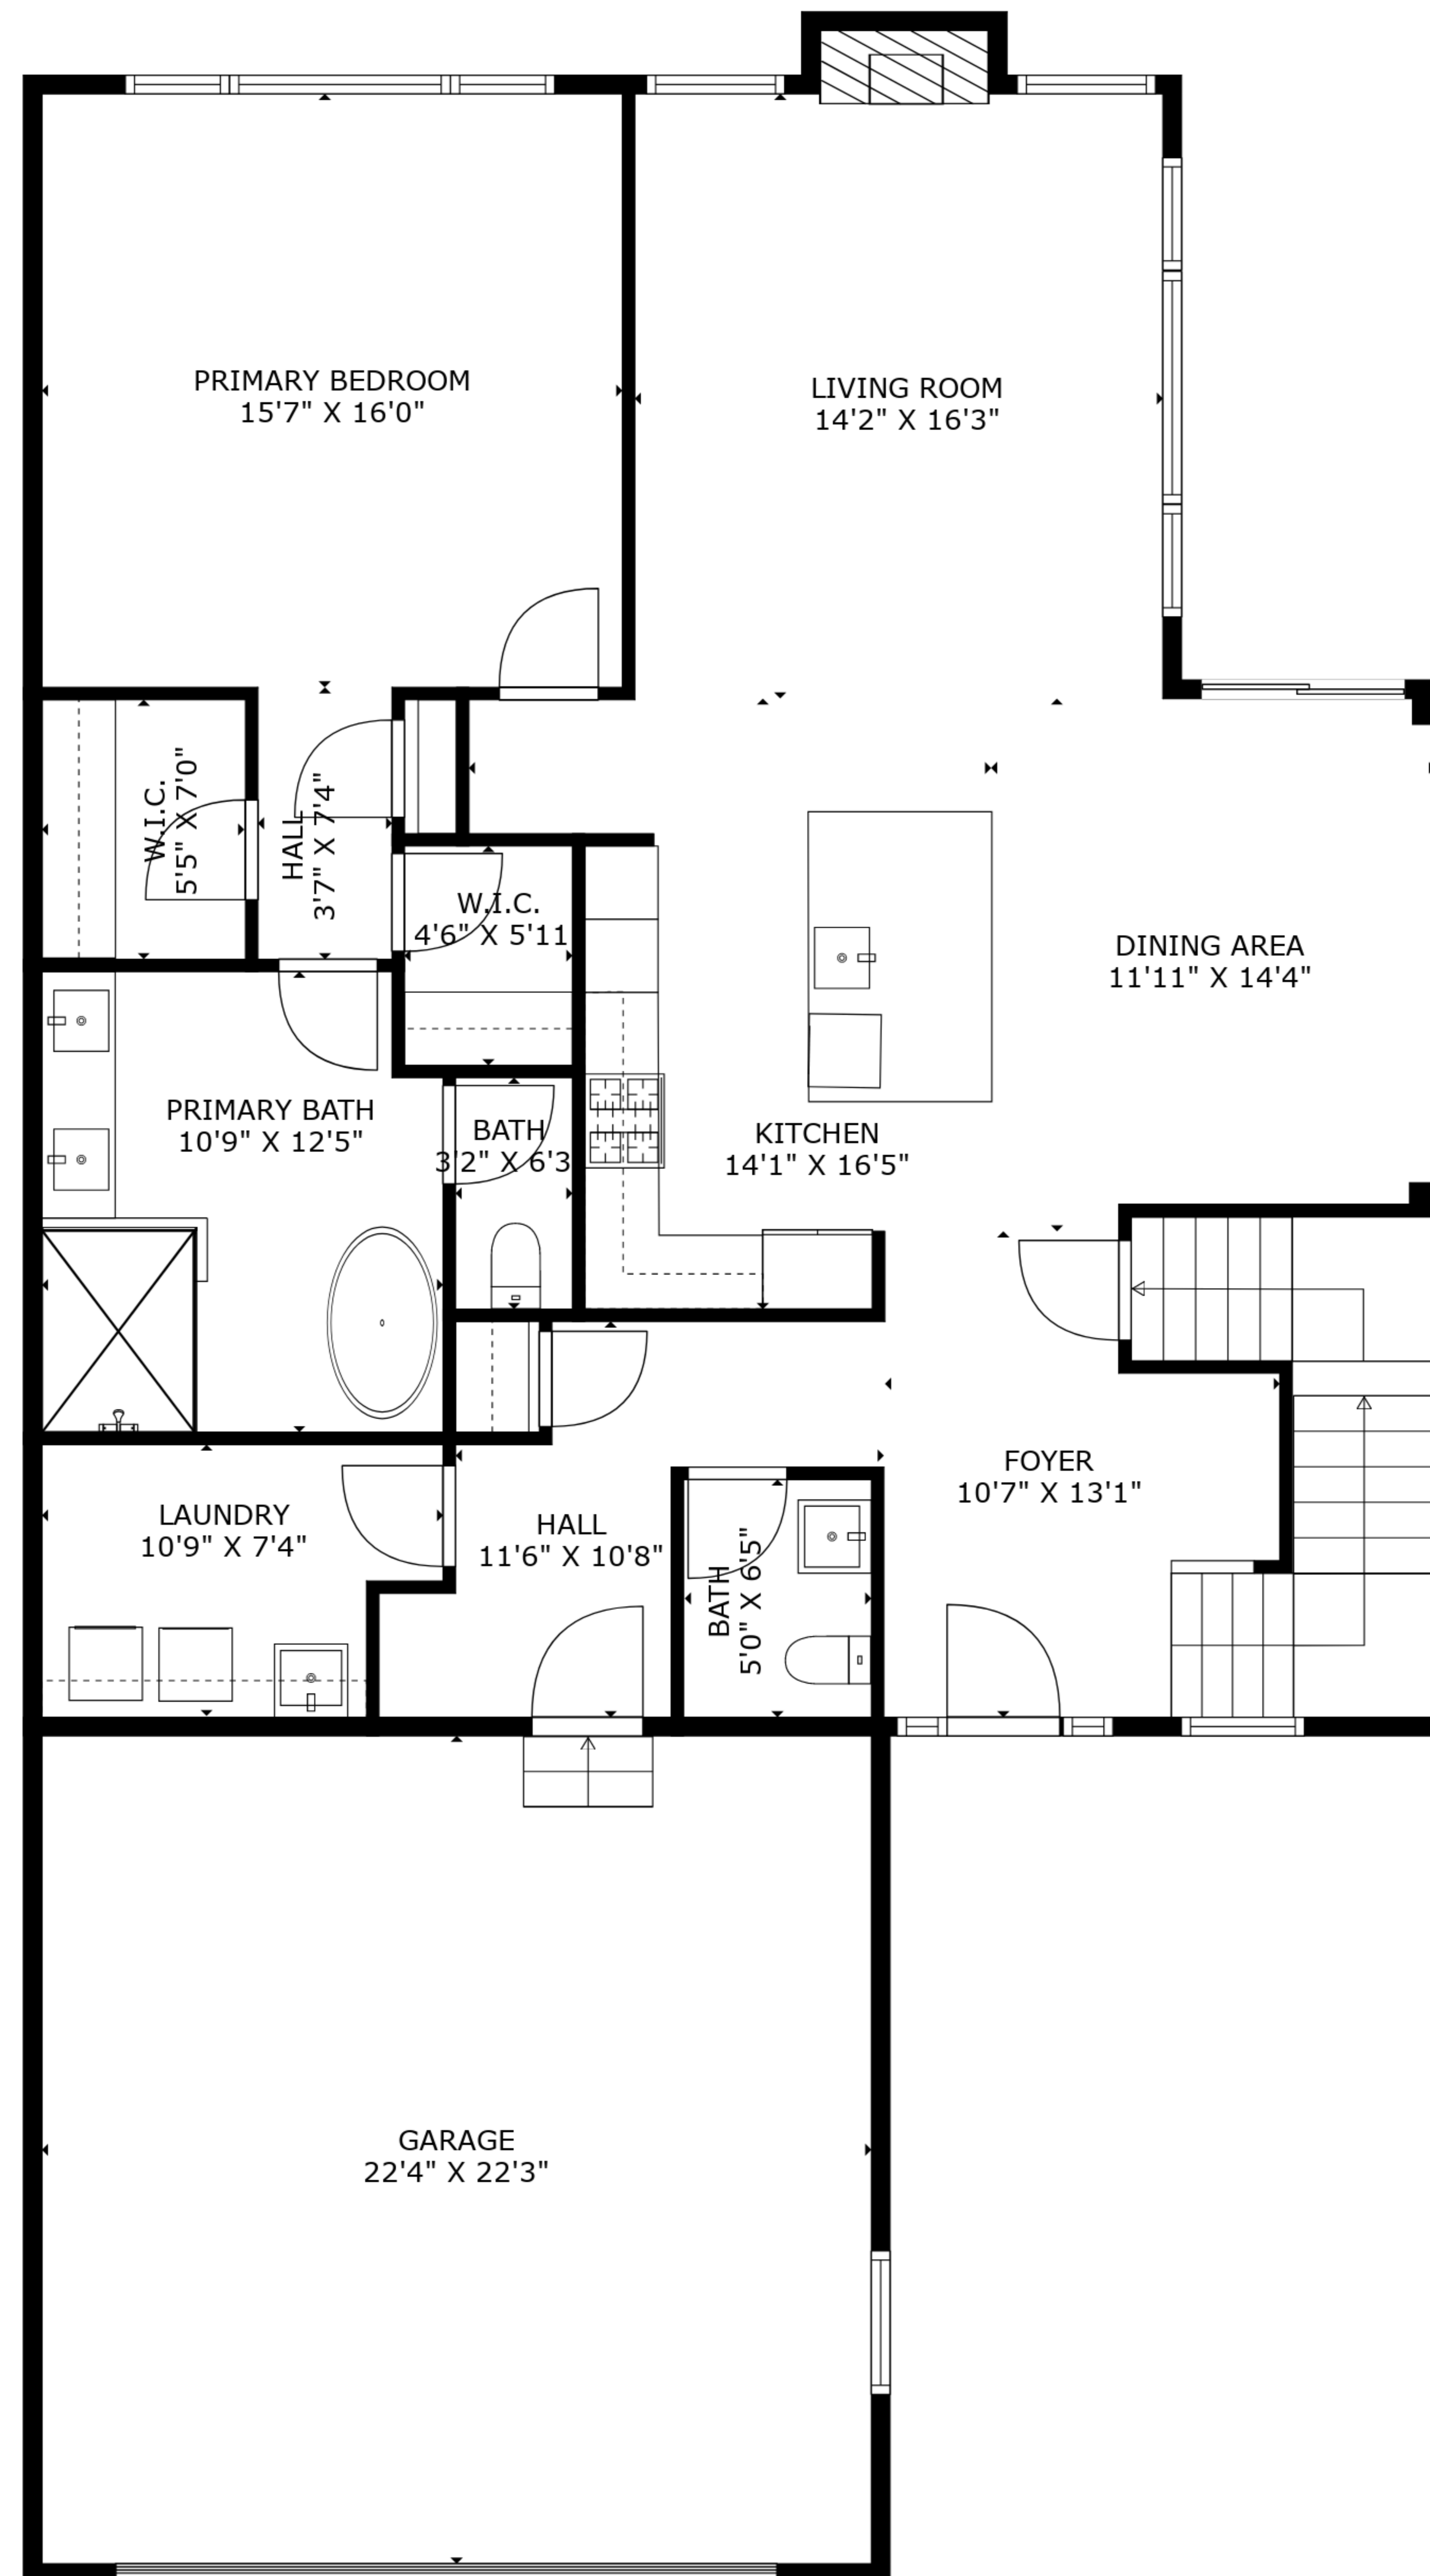 PRIMARY BEDROOM
15'7" X 16'0"
LIVING ROOM
14'2" X 16'3"
W.I.C.
5'5" X 7'0"
HALL
3'7" X 7'4"
W.I.C.
4'6" X 5'11
DINING AREA
11'11" X 14'4"
PRIMARY BATH
10'9" X 12'5"
BATH
3'2" X 6'3
KITCHEN
14'1" X 16'5"
FOYER
10'7" X 13'1"
LAUNDRY
10'9" X 7'4"
HALL
11'6" X 10'8"
BATH
5'0" X 6'5"
GARAGE
22'4" X 22'3"